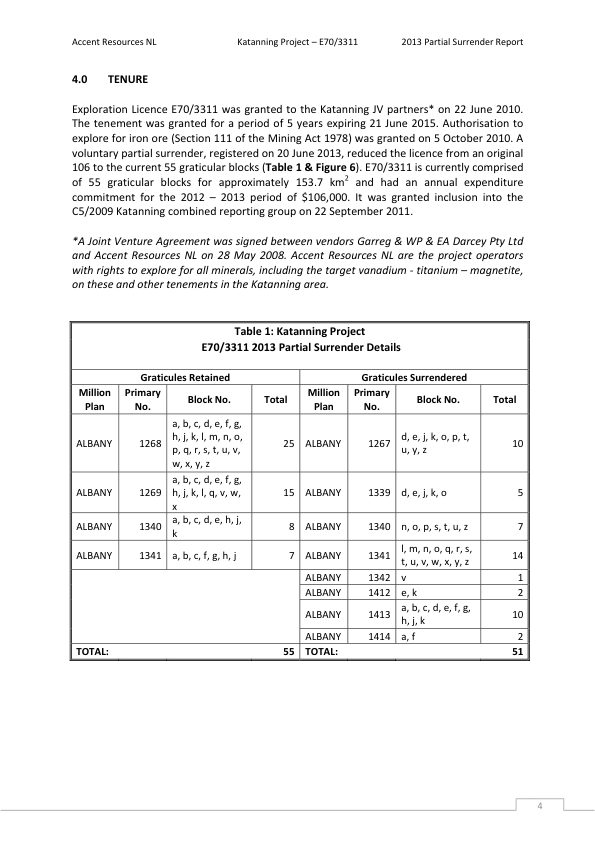 Accent Resources NL Katanning Project – E70/3311 2013 Partial Surrender Report
4.0 TENURE
Exploration Licence E70/3311 was granted to the Katanning JV partners* on 22 June 2010.
The tenement was granted for a period of 5 years expiring 21 June 2015. Authorisation to
explore for iron ore (Section 111 of the Mining Act 1978) was granted on 5 October 2010. A
voluntary partial surrender, registered on 20 June 2013, reduced the licence from an original
106 to the current 55 graticular blocks (Table 1 & Figure 6). E70/3311 is currently comprised
of 55 graticular blocks for approximately 153.7 km² and had an annual expenditure
commitment for the 2012 – 2013 period of $106,000. It was granted inclusion into the
C5/2009 Katanning combined reporting group on 22 September 2011.
*A Joint Venture Agreement was signed between vendors Garreg & WP & EA Darcey Pty Ltd
and Accent Resources NL on 28 May 2008. Accent Resources NL are the project operators
with rights to explore for all minerals, including the target vanadium - titanium – magnetite,
on these and other tenements in the Katanning area.
Table 1: Katanning Project
E70/3311 2013 Partial Surrender Details
Graticules Retained Graticules Surrendered
Million Primary Block No. Total Million Primary Block No. Total
Plan No. Plan No.
a, b, c, d, e, f, g,
h, j, k, l, m, n, o, d, e, j, k, o, p, t,
ALBANY 1268 25 ALBANY 1267 10
p, q, r, s, t, u, v, u, y, z
w, x, y, z
a, b, c, d, e, f, g,
ALBANY 1269 h, j, k, l, q, v, w, 15 ALBANY 1339 d, e, j, k, o 5
x
a, b, c, d, e, h, j,
ALBANY 1340 8 ALBANY 1340 n, o, p, s, t, u, z 7
k
l, m, n, o, q, r, s,
ALBANY 1341 a, b, c, f, g, h, j 7 ALBANY 1341 14
t, u, v, w, x, y, z
ALBANY 1342 v 1
ALBANY 1412 e, k 2
a, b, c, d, e, f, g,
ALBANY 1413 10
h, j, k
ALBANY 1414 a, f 2
TOTAL: 55 TOTAL: 51
4